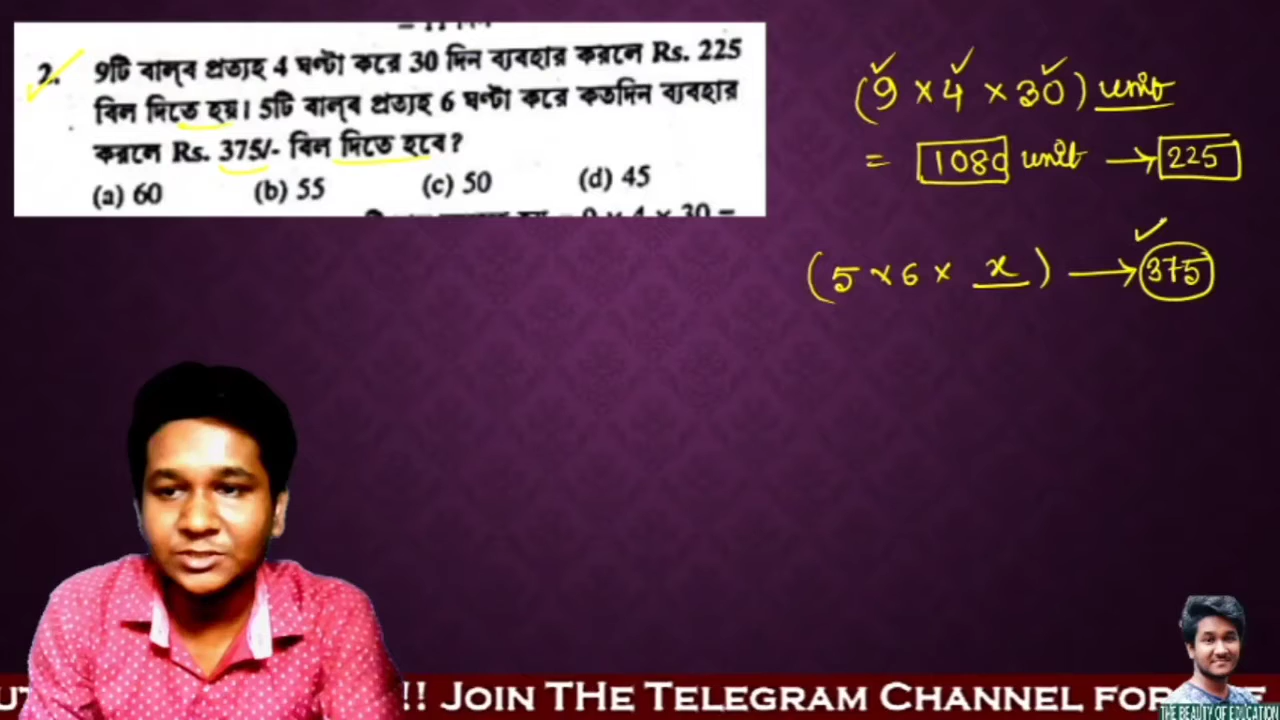 2. 9টি বাল্ব প্রত্যহ 4 ঘণ্টা করে 30 দিন ব্যবহার করলে Rs. 225
বিল দিতে হয়। 5টি বাল্ব প্রত্যহ 6 ঘণ্টা করে কতদিন ব্যবহার
করলে Rs. 375/- বিল দিতে হবে?
(a) 60 (b) 55 (c) 50 (d) 45
(9 × 4 × 30) unit
= 1080 unit → 225
(5 × 6 × x) → 375
!! JOIN THE TELEGRAM CHANNEL FOR
THE BEAUTY OF EDUCATION